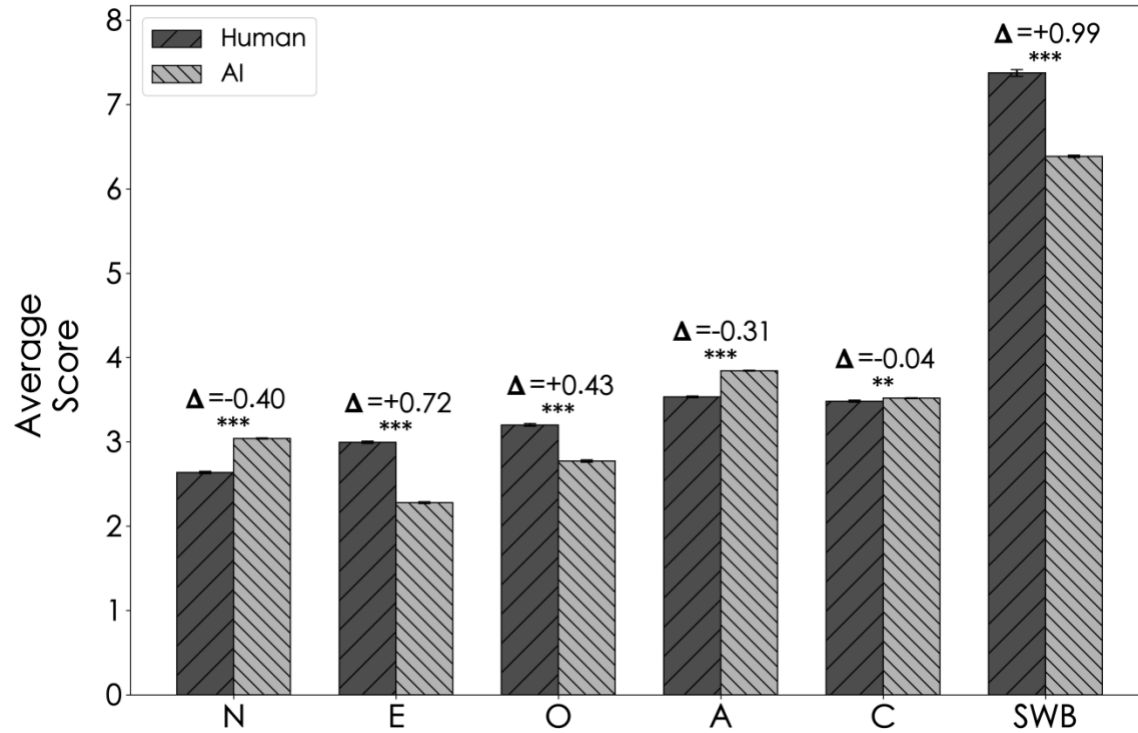 Human
AI
Average
Score
8
7
6
5
4
3
2
1
0
Δ=-0.40
***
Δ=+0.72
***
Δ=+0.43
***
Δ=-0.31
***
Δ=-0.04
**
Δ=+0.99
***
N
E
O
A
C
SWB